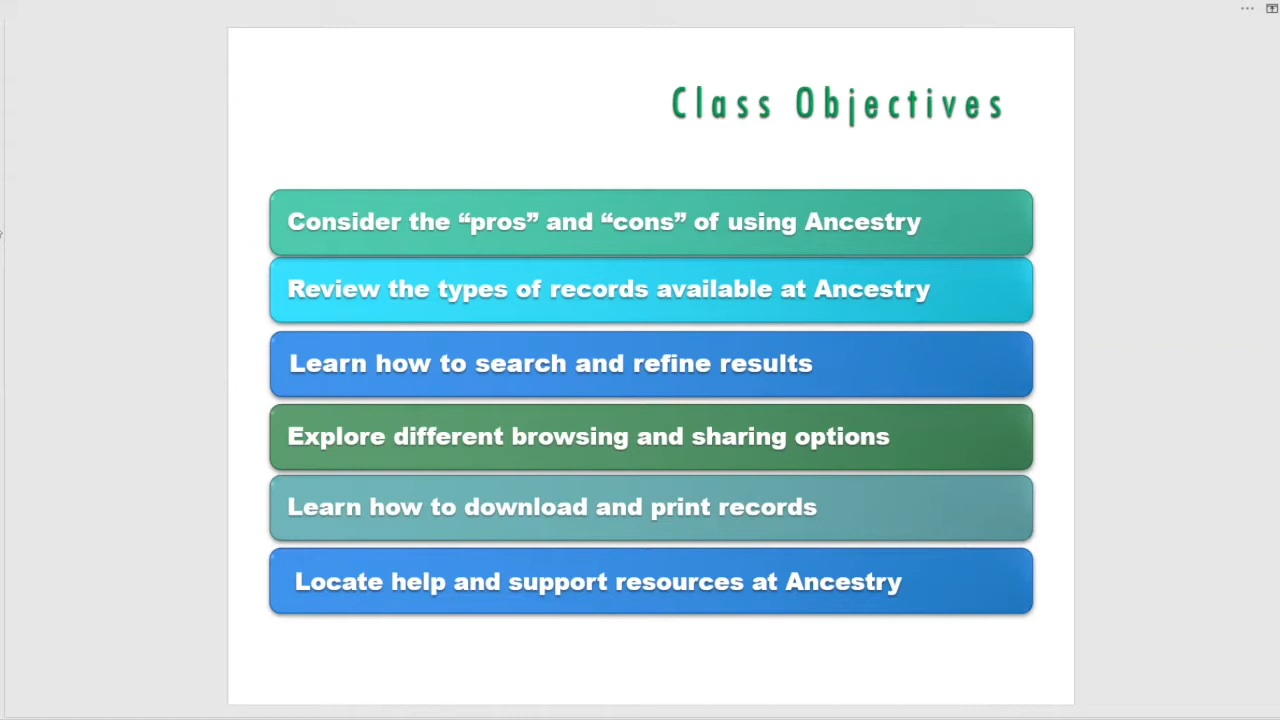 Class Objectives
Consider the “pros” and “cons” of using Ancestry
Review the types of records available at Ancestry
Learn how to search and refine results
Explore different browsing and sharing options
Learn how to download and print records
Locate help and support resources at Ancestry